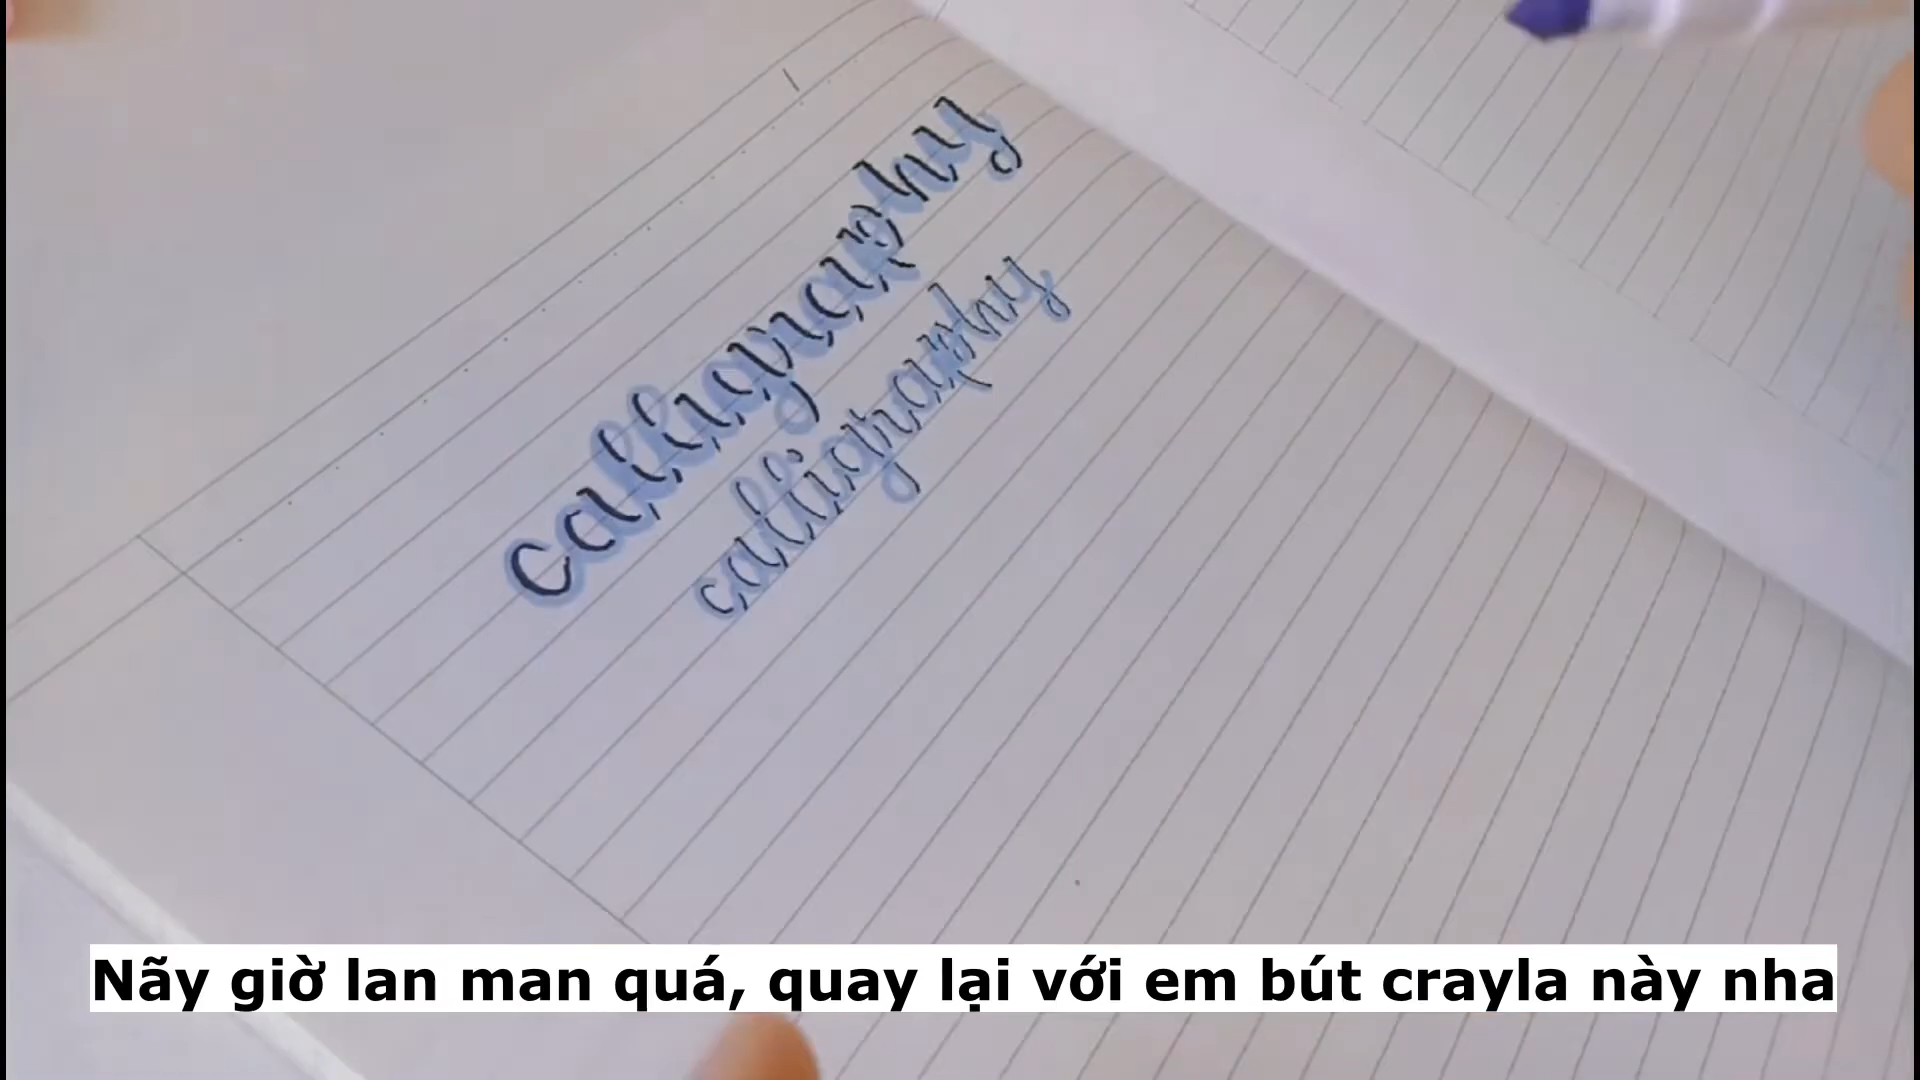 calligraphy
calligraphy
Nãy giờ lan man quá, quay lại với em bút crayla này nha